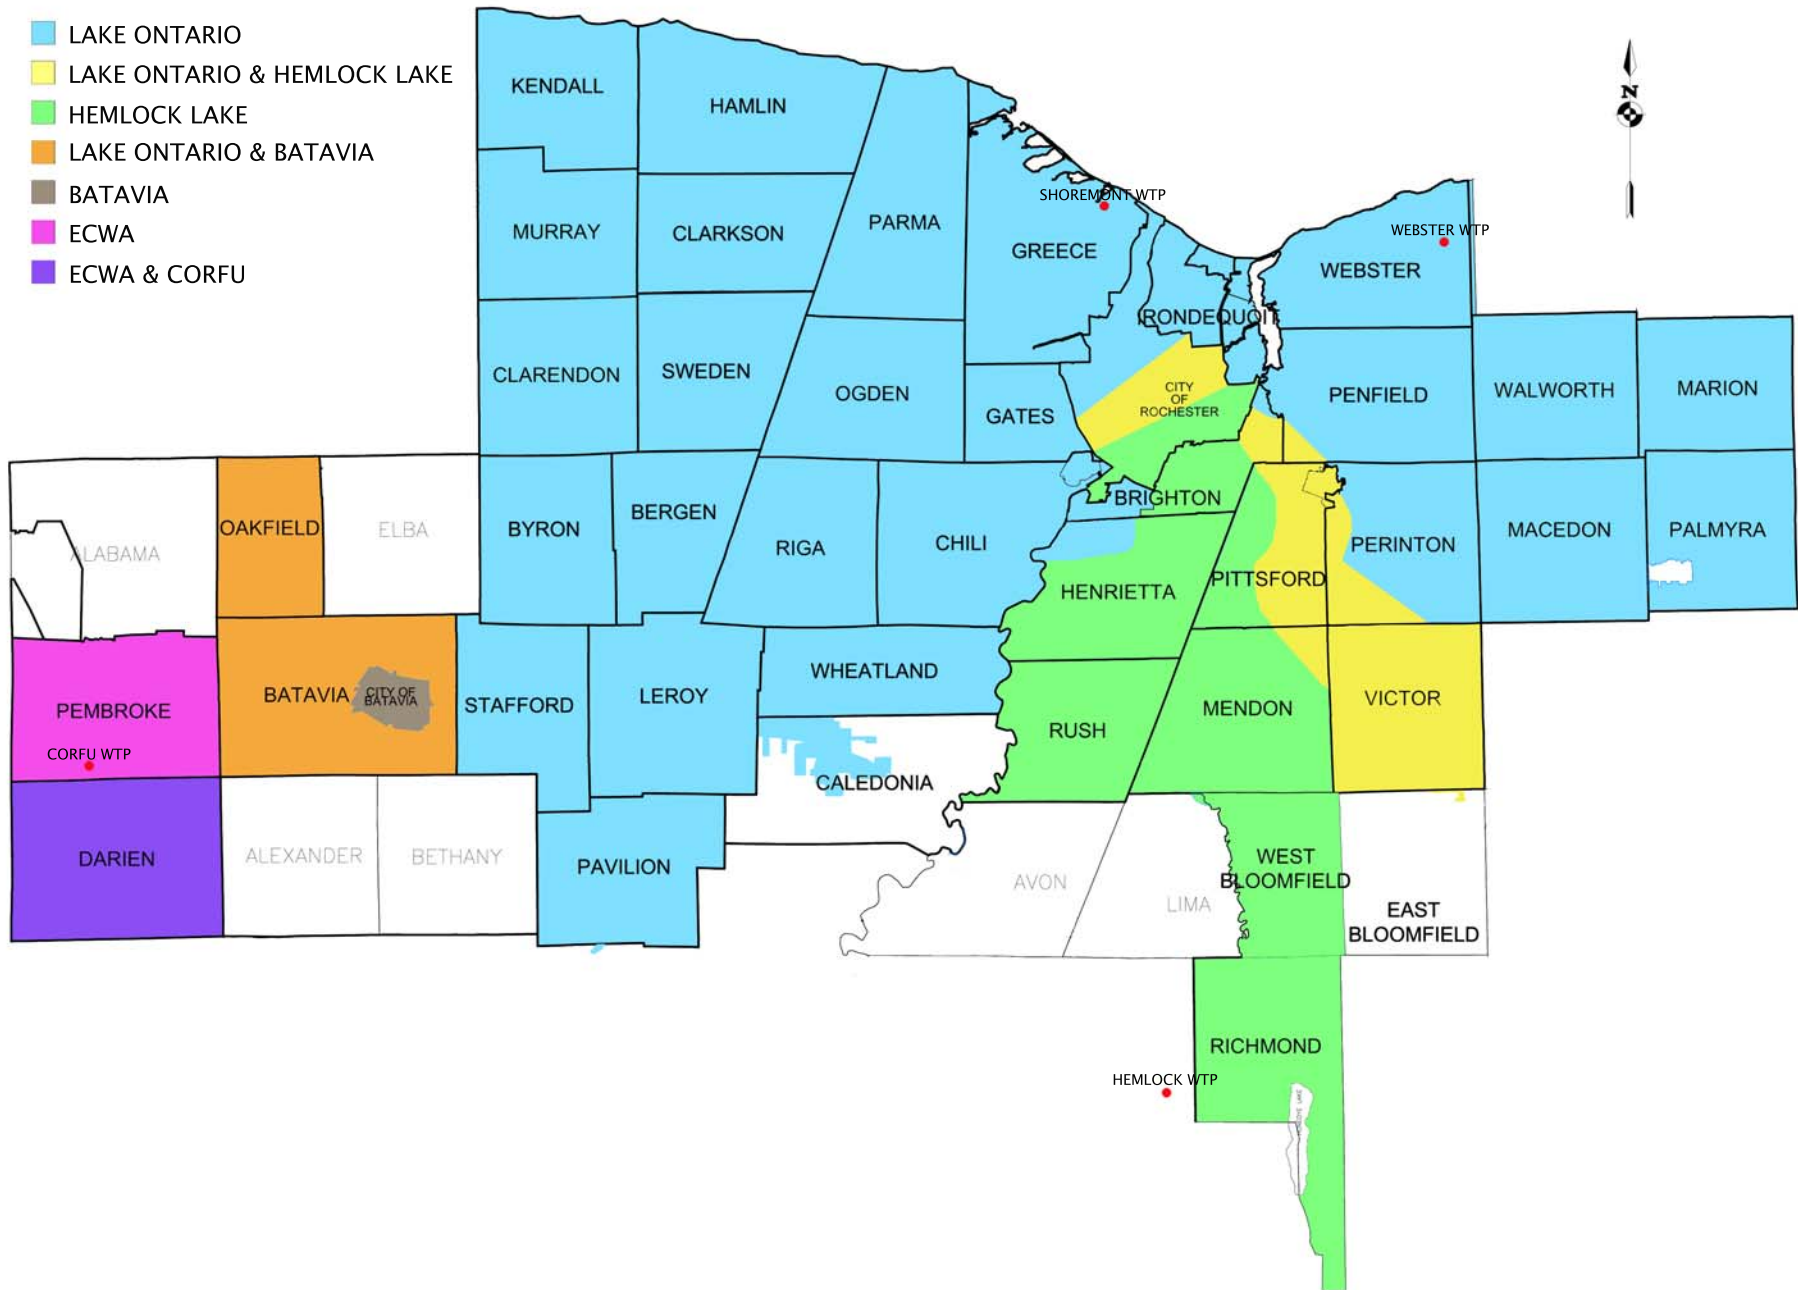 LAKE ONTARIO
LAKE ONTARIO & HEMLOCK LAKE
HEMLOCK LAKE
LAKE ONTARIO & BATAVIA
BATAVIA
ECWA
ECWA & CORFU
N
KENDALL
HAMLIN
MURRAY
CLARKSON
PARMA
SHOREMONT WTP
GREECE
WEBSTER WTP
WEBSTER
IRONDEQUOIT
CLARENDON
SWEDEN
OGDEN
GATES
CITY
OF
ROCHESTER
PENFIELD
WALWORTH
MARION
ALABAMA
OAKFIELD
ELBA
BYRON
BERGEN
RIGA
CHILI
BRIGHTON
HENRIETTA
PITTSFORD
PERINTON
MACEDON
PALMYRA
PEMBROKE
CORFU WTP
BATAVIA
CITY OF
BATAVIA
STAFFORD
LEROY
WHEATLAND
CALEDONIA
RUSH
MENDON
VICTOR
DARIEN
ALEXANDER
BETHANY
PAVILION
AVON
LIMA
WEST
BLOOMFIELD
EAST
BLOOMFIELD
RICHMOND
HEMLOCK WTP